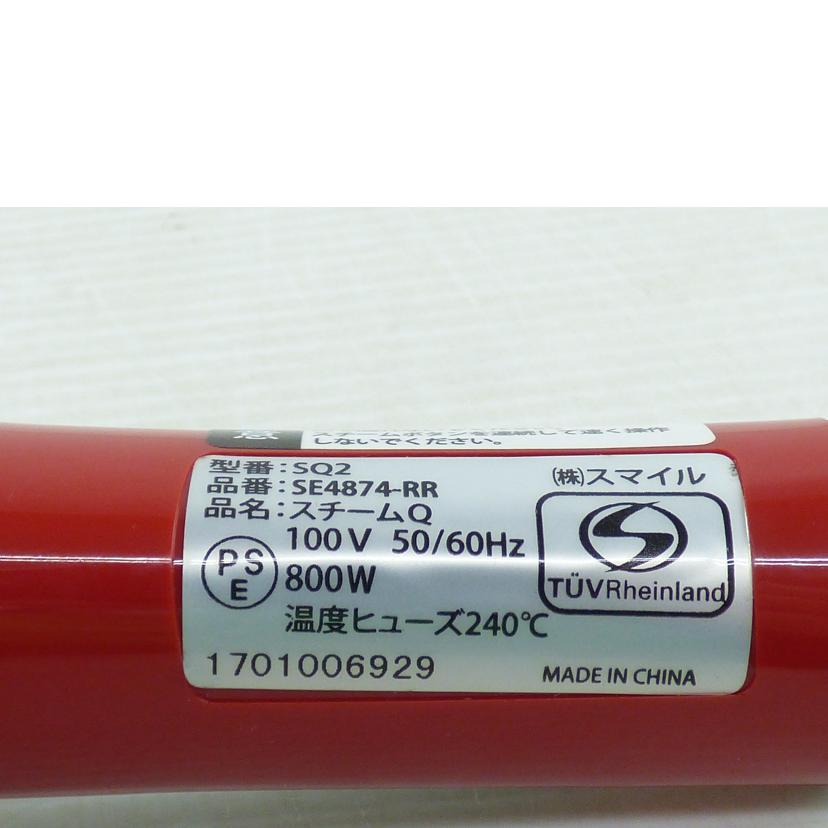 スチームボタンを連続して速く操作
しないでください。
型番：SQ2
(株)スマイル
品番：SE4874-RR
品名：スチームQ
PSE
100V 50/60Hz
800W
TÜVRheinland
温度ヒューズ240℃
1701006929
MADE IN CHINA